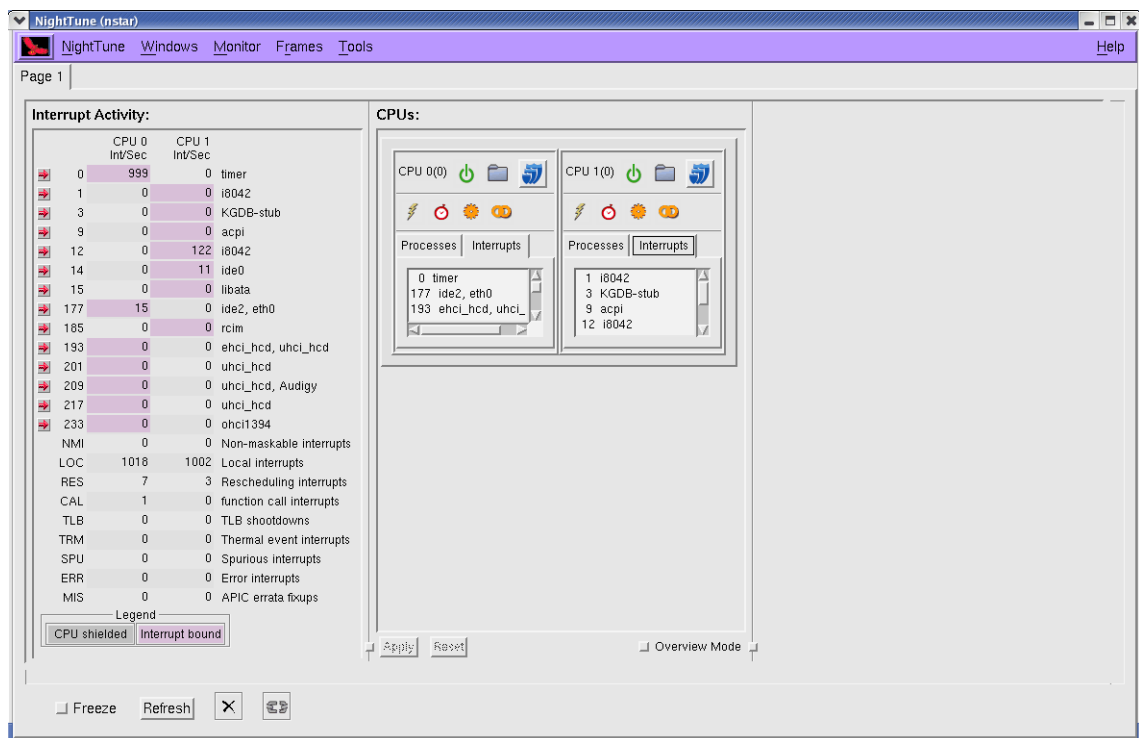 NightTune (nstar)
NightTune Windows Monitor Frames Tools Help
Page 1
Interrupt Activity:
CPU 0 CPU 1
Int/Sec Int/Sec
0 999 0 timer
1 0 0 i8042
3 0 0 KGDB-stub
9 0 0 acpi
12 0 122 i8042
14 0 11 ide0
15 0 0 libata
177 15 0 ide2, eth0
185 0 0 rcim
193 0 0 ehci_hcd, uhci_hcd
201 0 0 uhci_hcd
209 0 0 uhci_hcd, Audigy
217 0 0 uhci_hcd
233 0 0 ohci1394
NMI 0 0 Non-maskable interrupts
LOC 1018 1002 Local interrupts
RES 7 3 Rescheduling interrupts
CAL 1 0 function call interrupts
TLB 0 0 TLB shootdowns
TRM 0 0 Thermal event interrupts
SPU 0 0 Spurious interrupts
ERR 0 0 Error interrupts
MIS 0 0 APIC errata fixups
Legend
CPU shielded Interrupt bound
CPUs:
CPU 0(0)
Processes Interrupts
0 timer
177 ide2, eth0
193 ehci_hcd, uhci_
CPU 1(0)
Processes Interrupts
1 i8042
3 KGDB-stub
9 acpi
12 i8042
Apply Reset Overview Mode
Freeze Refresh